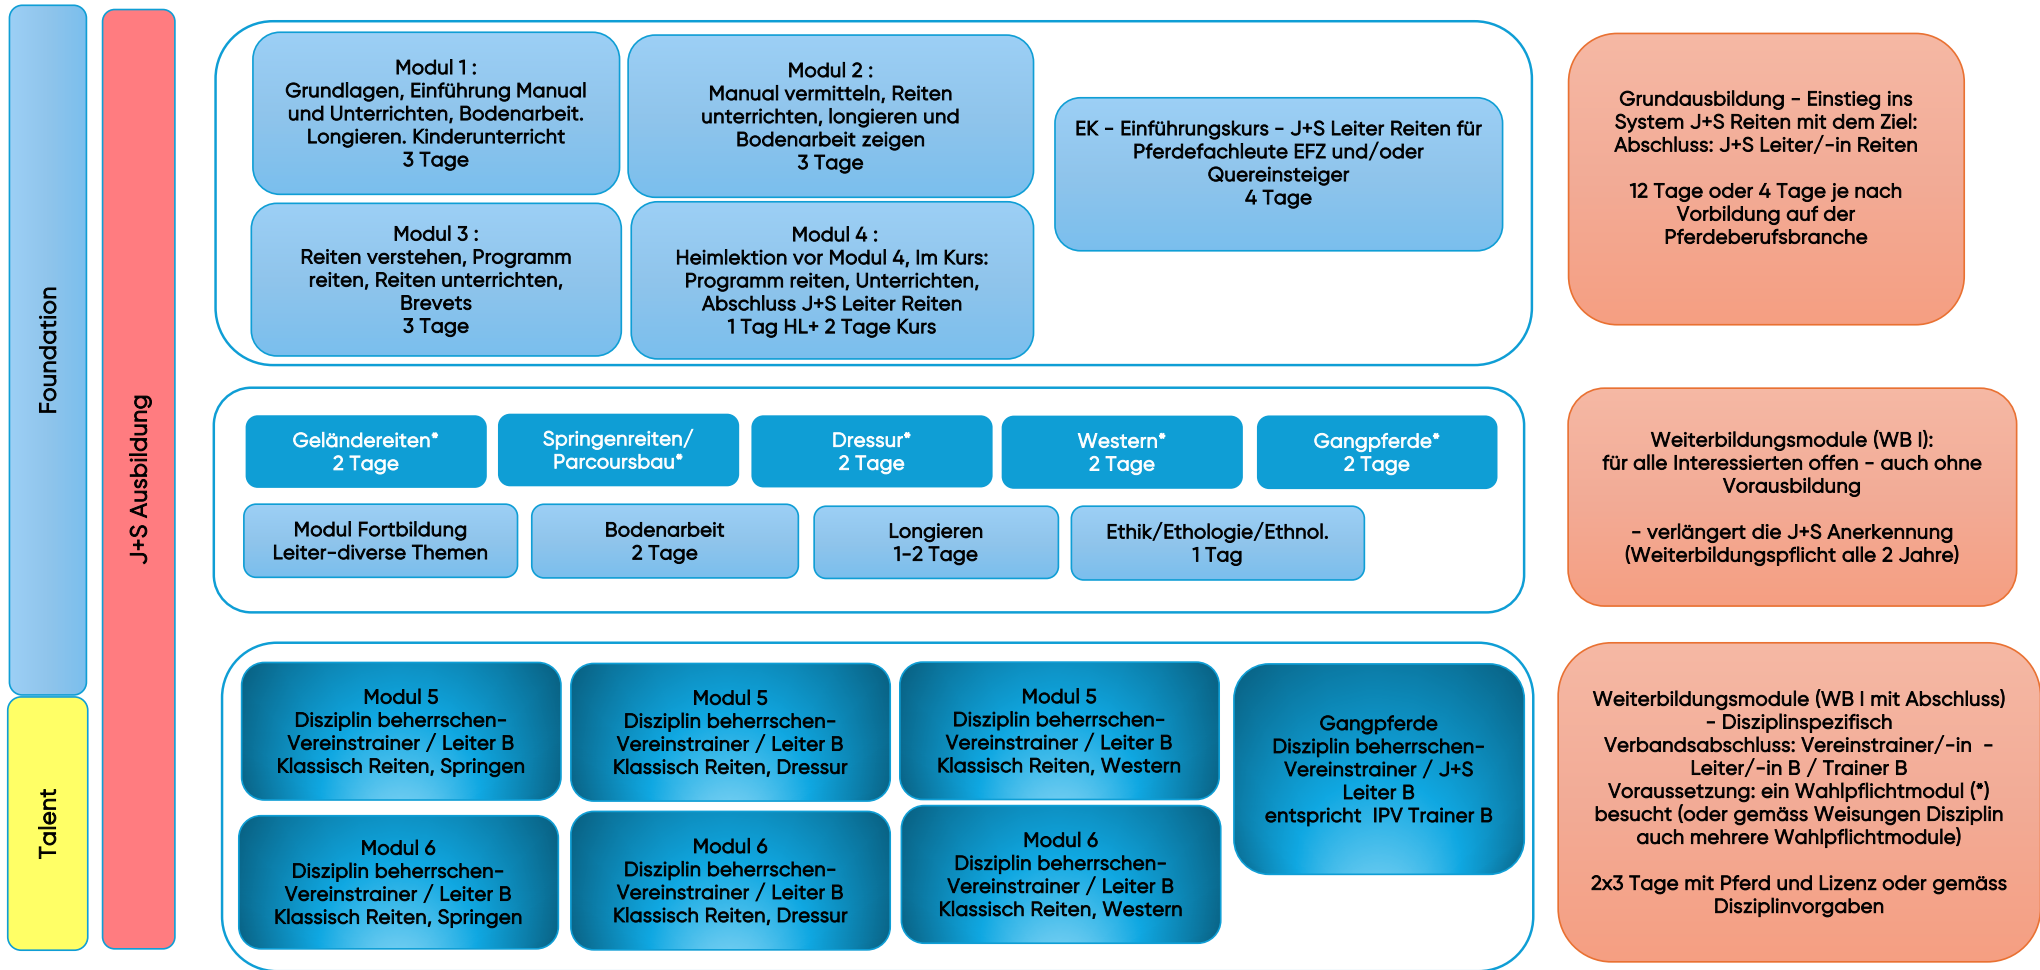 Foundation
Talent
J+S Ausbildung
Modul 1 :
Grundlagen, Einführung Manual
und Unterrichten, Bodenarbeit.
Longieren. Kinderunterricht
3 Tage
Modul 2 :
Manual vermitteln, Reiten
unterrichten, longieren und
Bodenarbeit zeigen
3 Tage
Modul 3 :
Reiten verstehen, Programm
reiten, Reiten unterrichten,
Brevets
3 Tage
Modul 4 :
Heimlektion vor Modul 4, Im Kurs:
Programm reiten, Unterrichten,
Abschluss J+S Leiter Reiten
1 Tag HL+ 2 Tage Kurs
EK - Einführungskurs - J+S Leiter Reiten für
Pferdefachleute EFZ und/oder
Quereinsteiger
4 Tage
Grundausbildung - Einstieg ins
System J+S Reiten mit dem Ziel:
Abschluss: J+S Leiter/-in Reiten
12 Tage oder 4 Tage je nach
Vorbildung auf der
Pferdeberufsbranche
Geländereiten*
2 Tage
Springenreiten/
Parcoursbau*
Dressur*
2 Tage
Western*
2 Tage
Gangpferde*
2 Tage
Modul Fortbildung
Leiter-diverse Themen
Bodenarbeit
2 Tage
Longieren
1-2 Tage
Ethik/Ethologie/Ethnol.
1 Tag
Weiterbildungsmodule (WB I):
für alle Interessierten offen - auch ohne
Vorausbildung
- verlängert die J+S Anerkennung
(Weiterbildungspflicht alle 2 Jahre)
Modul 5
Disziplin beherrschen-
Vereinstrainer / Leiter B
Klassisch Reiten, Springen
Modul 5
Disziplin beherrschen-
Vereinstrainer / Leiter B
Klassisch Reiten, Dressur
Modul 5
Disziplin beherrschen-
Vereinstrainer / Leiter B
Klassisch Reiten, Western
Gangpferde
Disziplin beherrschen-
Vereinstrainer / J+S
Leiter B
entspricht  IPV Trainer B
Modul 6
Disziplin beherrschen-
Vereinstrainer / Leiter B
Klassisch Reiten, Springen
Modul 6
Disziplin beherrschen-
Vereinstrainer / Leiter B
Klassisch Reiten, Dressur
Modul 6
Disziplin beherrschen-
Vereinstrainer / Leiter B
Klassisch Reiten, Western
Weiterbildungsmodule (WB I mit Abschluss)
- Disziplinspezifisch
Verbandsabschluss: Vereinstrainer/-in  -
Leiter/-in B / Trainer B
Voraussetzung: ein Wahlpflichtmodul (*)
besucht (oder gemäss Weisungen Disziplin
auch mehrere Wahlpflichtmodule)
2x3 Tage mit Pferd und Lizenz oder gemäss
Disziplinvorgaben